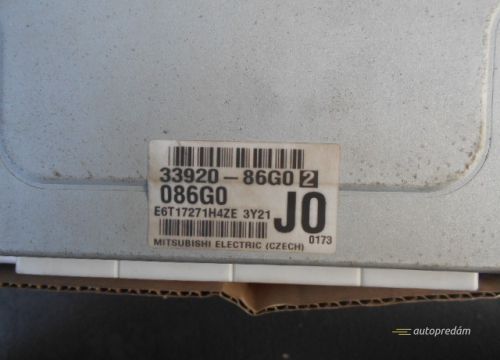 33920-86G0 2
086G0
E6T17271H4ZE 3Y21
J0
0173
MITSUBISHI ELECTRIC (CZECH)
autopredám